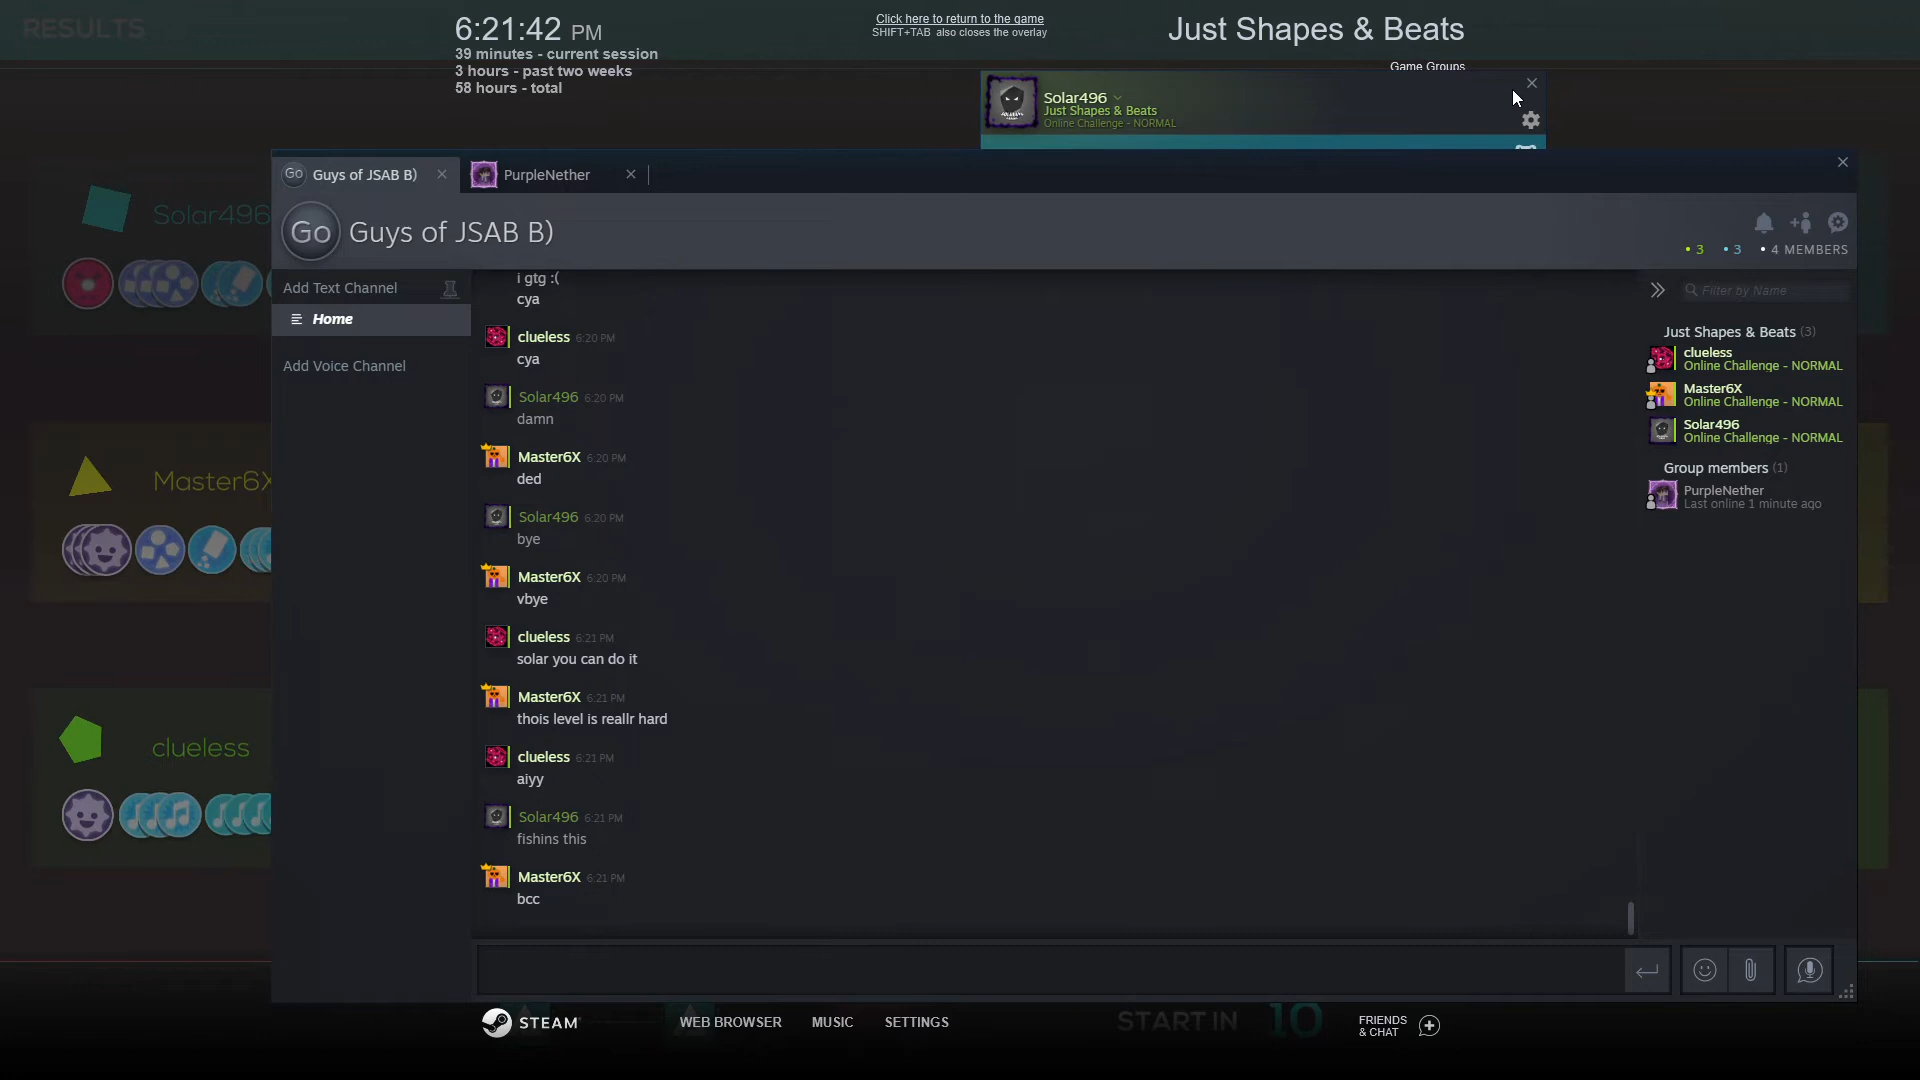 RESULTS
6:21:42 PM
39 minutes - current session
3 hours - past two weeks
58 hours - total
Click here to return to the game
SHIFT+TAB also closes the overlay
Just Shapes & Beats
Game Groups
Solar496
Just Shapes & Beats
Online Challenge - NORMAL
Go Guys of JSAB B)
PurpleNether
Go Guys of JSAB B)
3
3
4 MEMBERS
Add Text Channel
Home
Add Voice Channel
i gtg :(
cya
clueless 6:20 PM
cya
Solar496 6:20 PM
damn
Master6X 6:20 PM
ded
Solar496 6:20 PM
bye
Master6X 6:20 PM
vbye
clueless 6:21 PM
solar you can do it
Master6X 6:21 PM
thois level is reallr hard
clueless 6:21 PM
aiyy
Solar496 6:21 PM
fishins this
Master6X 6:21 PM
bcc
Filter by Name
Just Shapes & Beats (3)
clueless
Online Challenge - NORMAL
Master6X
Online Challenge - NORMAL
Solar496
Online Challenge - NORMAL
Group members (1)
PurpleNether
Last online 1 minute ago
Solar496
Master6X
clueless
STEAM
WEB BROWSER
MUSIC
SETTINGS
START IN 10
FRIENDS
& CHAT